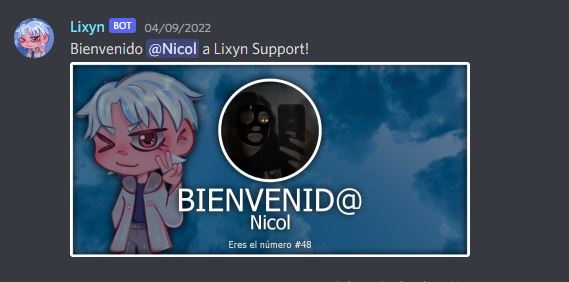 Lixyn BOT 04/09/2022
Bienvenido @Nicol a Lixyn Support!
BIENVENID@
Nicol
Eres el número #48